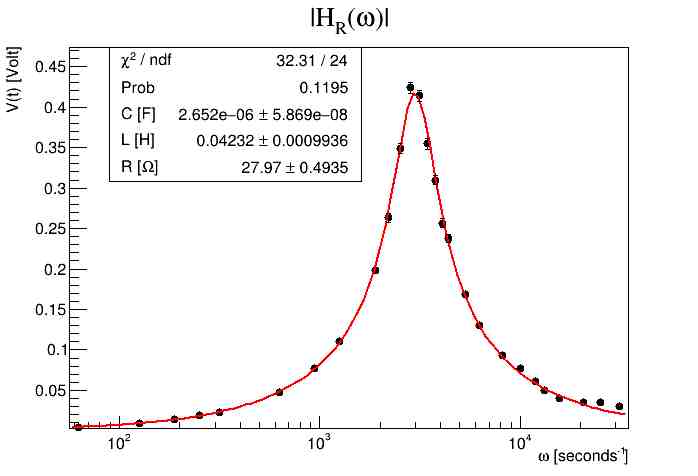 |H_R(ω)|
V(t) [Volt]
χ² / ndf 32.31 / 24
Prob 0.1195
C [F] 2.652e−06 ± 5.869e−08
L [H] 0.04232 ± 0.0009936
R [Ω] 27.97 ± 0.4935
0.45
0.4
0.35
0.3
0.25
0.2
0.15
0.1
0.05
10² 10³ 10⁴
ω [seconds⁻¹]